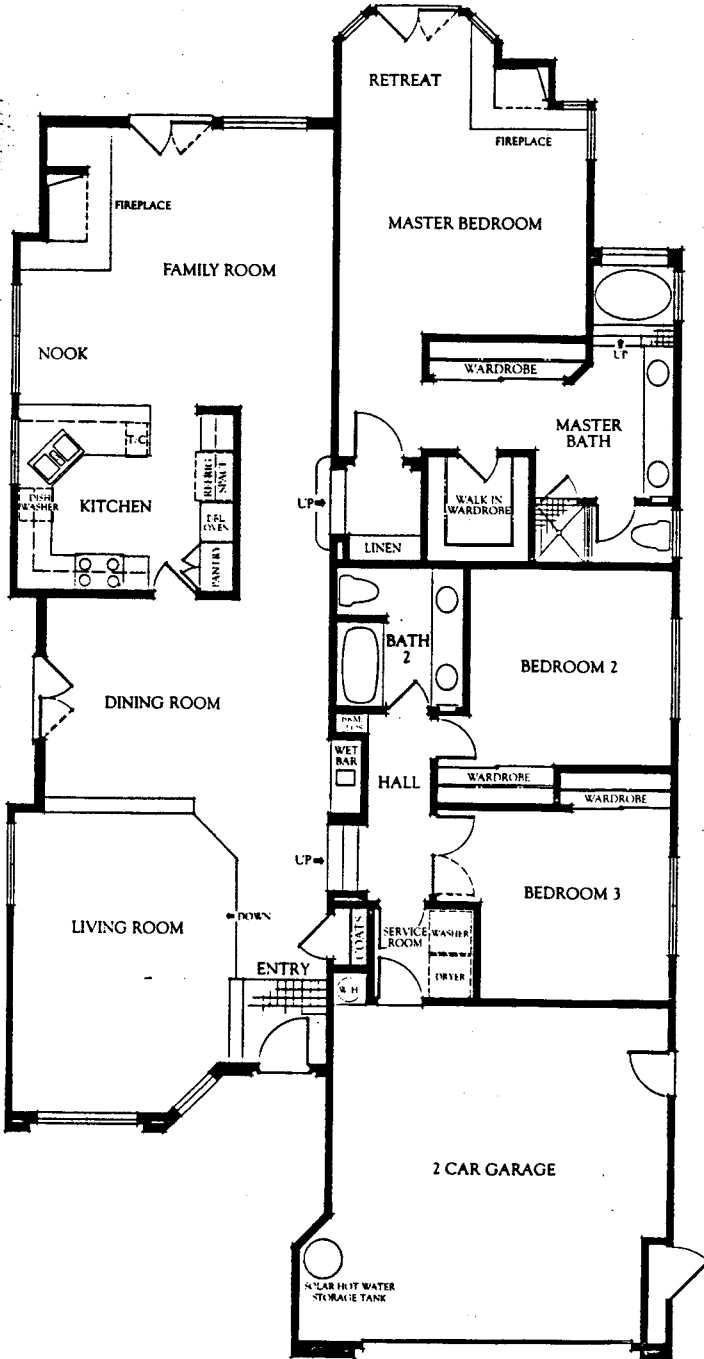 RETREAT
FIREPLACE
MASTER BEDROOM
FIREPLACE
FAMILY ROOM
NOOK
WARDROBE
UP
MASTER
BATH
T.C.
REFRIG
SPACE
DISH
WASHER
KITCHEN
DBL
OVEN
PANTRY
UP
WALK IN
WARDROBE
LINEN
BATH
2
BEDROOM 2
DINING ROOM
WET
BAR
HALL
WARDROBE
WARDROBE
UP
BEDROOM 3
LIVING ROOM
DOWN
COATS
SERVICE
ROOM
WASHER
DRYER
ENTRY
W.H
2 CAR GARAGE
SOLAR HOT WATER
STORAGE TANK